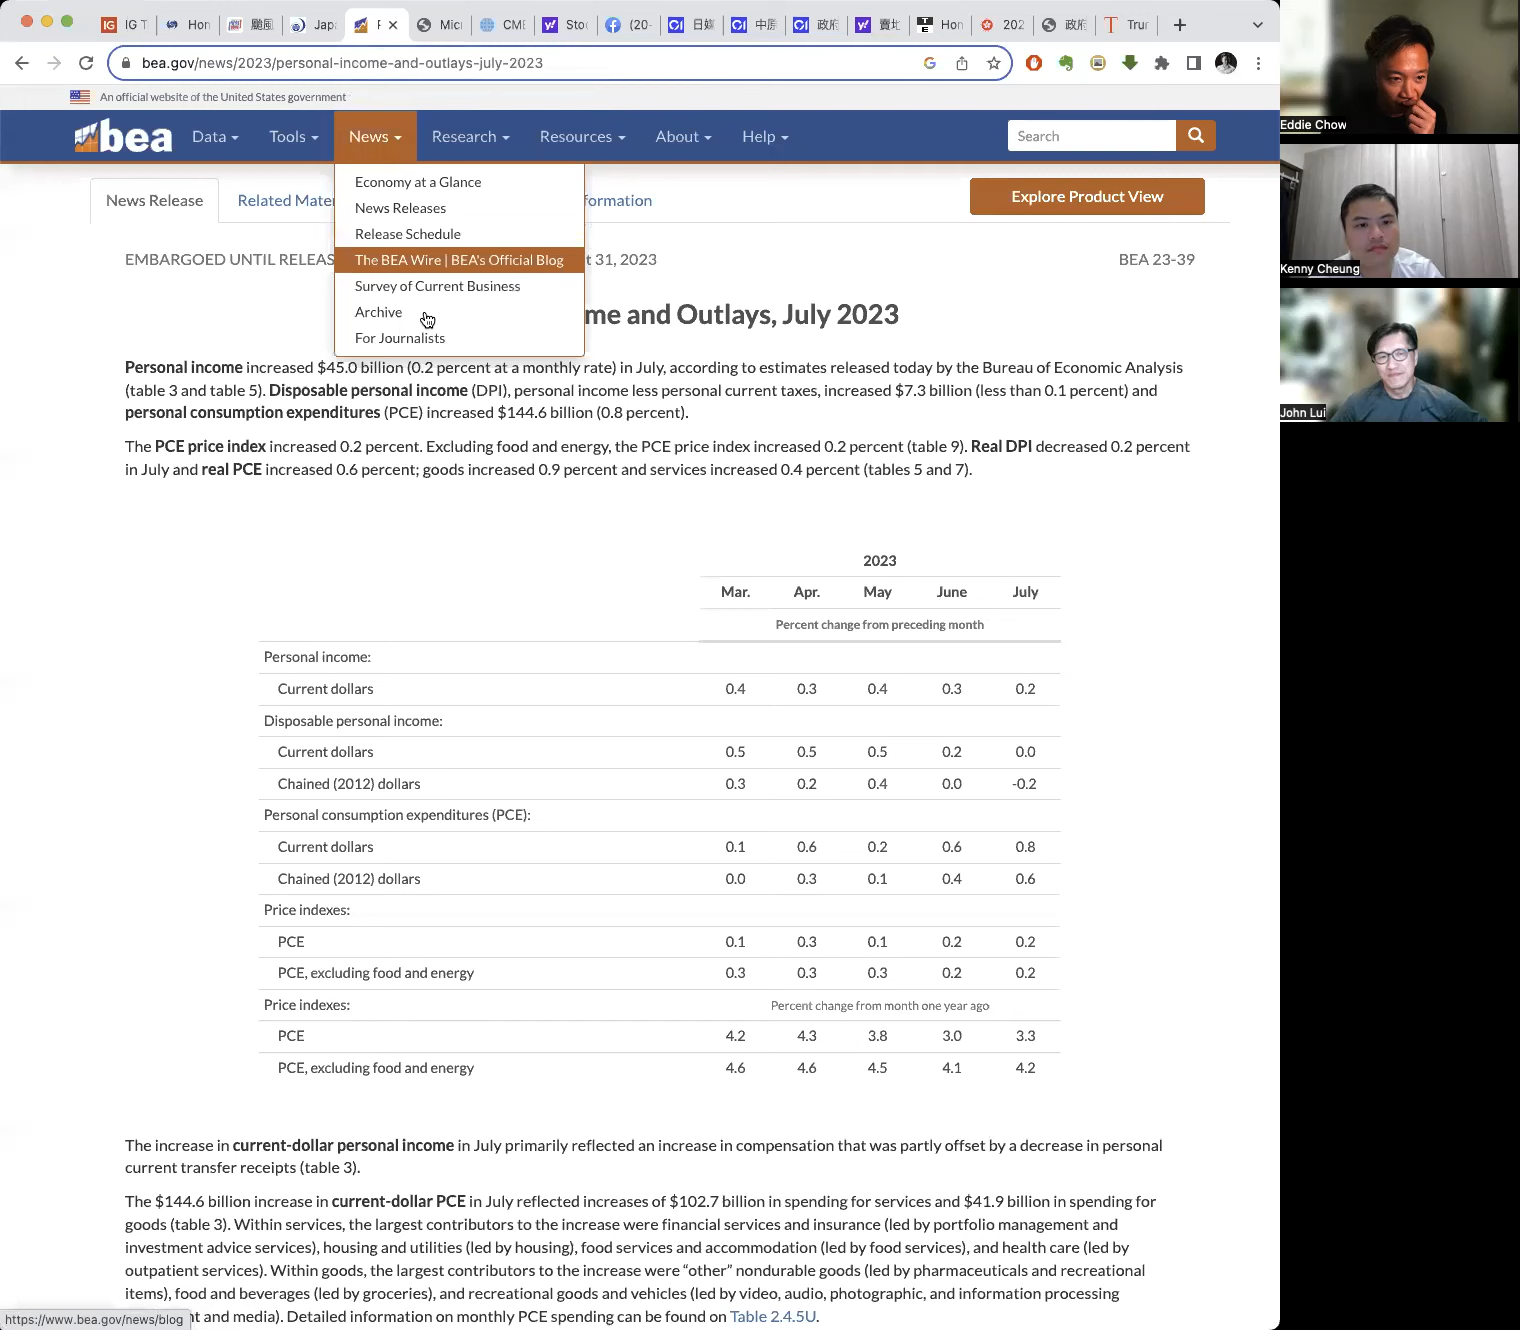 IG T
Hon
颱風
Japa
F
Mic
CME
Sto
(20-
日媒
中原
政府
賣地
Hon
202
政府
Trur
bea.gov/news/2023/personal-income-and-outlays-july-2023
An official website of the United States government
bea
Data
Tools
News
Research
Resources
About
Help
Search
Economy at a Glance
News Releases
Release Schedule
The BEA Wire | BEA's Official Blog
Survey of Current Business
Archive
For Journalists
News Release
Related Mater
formation
Explore Product View
EMBARGOED UNTIL RELEAS
t 31, 2023
BEA 23-39
me and Outlays, July 2023
Personal income increased $45.0 billion (0.2 percent at a monthly rate) in July, according to estimates released today by the Bureau of Economic Analysis
(table 3 and table 5). Disposable personal income (DPI), personal income less personal current taxes, increased $7.3 billion (less than 0.1 percent) and
personal consumption expenditures (PCE) increased $144.6 billion (0.8 percent).
The PCE price index increased 0.2 percent. Excluding food and energy, the PCE price index increased 0.2 percent (table 9). Real DPI decreased 0.2 percent
in July and real PCE increased 0.6 percent; goods increased 0.9 percent and services increased 0.4 percent (tables 5 and 7).
2023
Mar. Apr. May June July
Percent change from preceding month
Personal income:
Current dollars 0.4 0.3 0.4 0.3 0.2
Disposable personal income:
Current dollars 0.5 0.5 0.5 0.2 0.0
Chained (2012) dollars 0.3 0.2 0.4 0.0 -0.2
Personal consumption expenditures (PCE):
Current dollars 0.1 0.6 0.2 0.6 0.8
Chained (2012) dollars 0.0 0.3 0.1 0.4 0.6
Price indexes:
PCE 0.1 0.3 0.1 0.2 0.2
PCE, excluding food and energy 0.3 0.3 0.3 0.2 0.2
Price indexes: Percent change from month one year ago
PCE 4.2 4.3 3.8 3.0 3.3
PCE, excluding food and energy 4.6 4.6 4.5 4.1 4.2
The increase in current-dollar personal income in July primarily reflected an increase in compensation that was partly offset by a decrease in personal
current transfer receipts (table 3).
The $144.6 billion increase in current-dollar PCE in July reflected increases of $102.7 billion in spending for services and $41.9 billion in spending for
goods (table 3). Within services, the largest contributors to the increase were financial services and insurance (led by portfolio management and
investment advice services), housing and utilities (led by housing), food services and accommodation (led by food services), and health care (led by
outpatient services). Within goods, the largest contributors to the increase were “other” nondurable goods (led by pharmaceuticals and recreational
items), food and beverages (led by groceries), and recreational goods and vehicles (led by video, audio, photographic, and information processing
nt and media). Detailed information on monthly PCE spending can be found on Table 2.4.5U.
https://www.bea.gov/news/blog
Eddie Chow
Kenny Cheung
John Lui